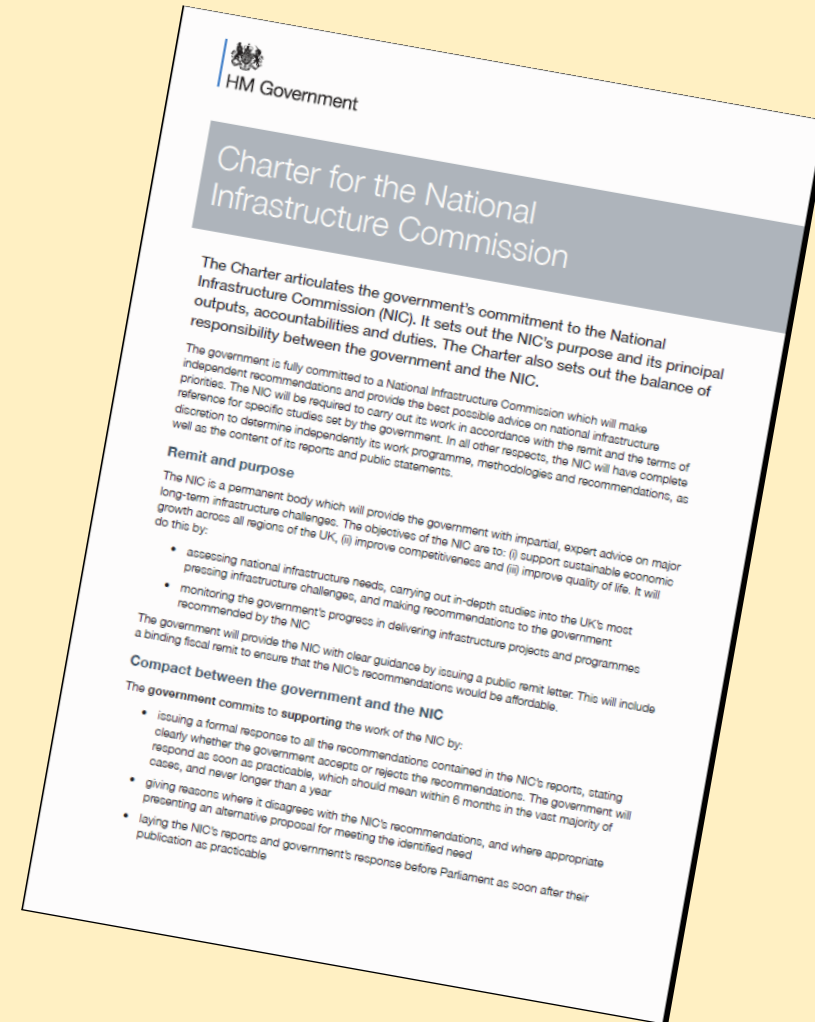 HM Government
Charter for the National
Infrastructure Commission
The Charter articulates the government's commitment to the National
Infrastructure Commission (NIC). It sets out the NIC's purpose and its principal
outputs, accountabilities and duties. The Charter also sets out the balance of
responsibility between the government and the NIC.
The government is fully committed to a National Infrastructure Commission which will make
independent recommendations and provide the best possible advice on national infrastructure
priorities. The NIC will be required to carry out its work in accordance with the remit and the terms of
reference for specific studies set by the government. In all other respects, the NIC will have complete
discretion to determine independently its work programme, methodologies and recommendations, as
well as the content of its reports and public statements.
Remit and purpose
The NIC is a permanent body which will provide the government with impartial, expert advice on major
long-term infrastructure challenges. The objectives of the NIC are to: (i) support sustainable economic
growth across all regions of the UK, (ii) improve competitiveness and (iii) improve quality of life. It will
do this by:
• assessing national infrastructure needs, carrying out in-depth studies into the UK's most
pressing infrastructure challenges, and making recommendations to the government
• monitoring the government's progress in delivering infrastructure projects and programmes
recommended by the NIC
The government will provide the NIC with clear guidance by issuing a public remit letter. This will include
a binding fiscal remit to ensure that the NIC's recommendations would be affordable.
Compact between the government and the NIC
The government commits to supporting the work of the NIC by:
• issuing a formal response to all the recommendations contained in the NIC's reports, stating
clearly whether the government accepts or rejects the recommendations. The government will
respond as soon as practicable, which should mean within 6 months in the vast majority of
cases, and never longer than a year
• giving reasons where it disagrees with the NIC's recommendations, and where appropriate
presenting an alternative proposal for meeting the identified need
• laying the NIC's reports and government's response before Parliament as soon after their
publication as practicable